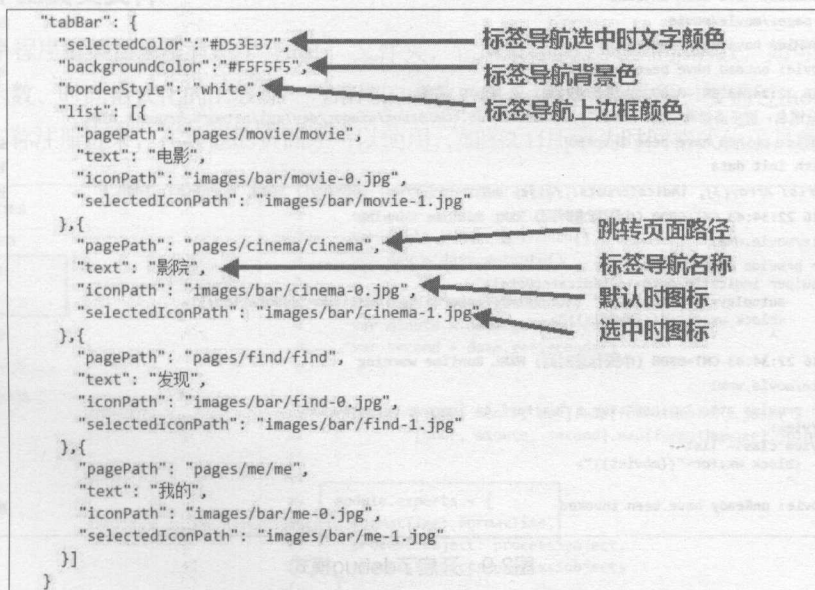 "tabBar": {
"selectedColor":"#D53E37", 标签导航选中时文字颜色
"backgroundColor":"#F5F5F5", 标签导航背景色
"borderStyle": "white", 标签导航上边框颜色
"list": [{
"pagePath": "pages/movie/movie",
"text": "电影",
"iconPath": "images/bar/movie-0.jpg",
"selectedIconPath": "images/bar/movie-1.jpg"
},{
"pagePath": "pages/cinema/cinema", 跳转页面路径
"text": "影院", 标签导航名称
"iconPath": "images/bar/cinema-0.jpg", 默认时图标
"selectedIconPath": "images/bar/cinema-1.jpg" 选中时图标
},{
"pagePath": "pages/find/find",
"text": "发现",
"iconPath": "images/bar/find-0.jpg",
"selectedIconPath": "images/bar/find-1.jpg"
},{
"pagePath": "pages/me/me",
"text": "我的",
"iconPath": "images/bar/me-0.jpg",
"selectedIconPath": "images/bar/me-1.jpg"
}]
}